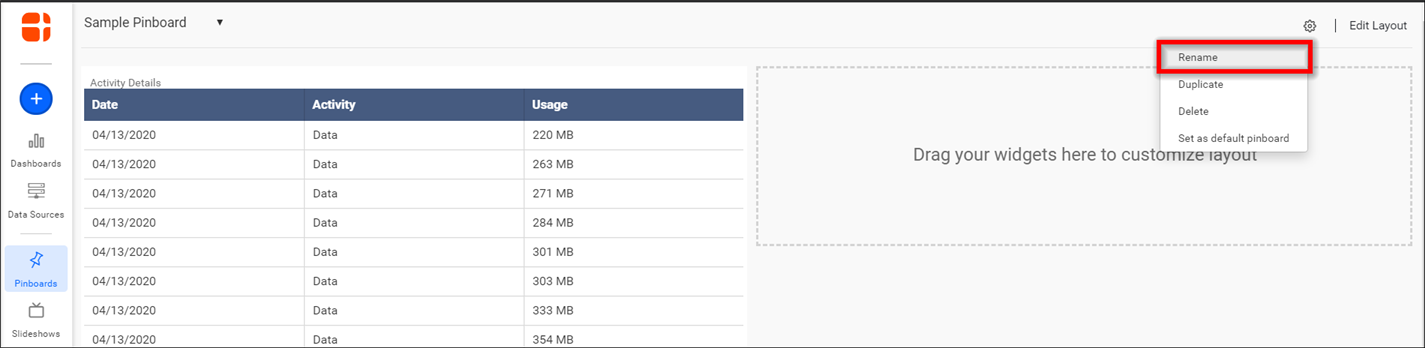 Sample Pinboard ▼
Edit Layout
Rename
Duplicate
Delete
Set as default pinboard
Dashboards
Data Sources
Pinboards
Slideshows
Activity Details
Date Activity Usage
04/13/2020 Data 220 MB
04/13/2020 Data 263 MB
04/13/2020 Data 271 MB
04/13/2020 Data 284 MB
04/13/2020 Data 301 MB
04/13/2020 Data 303 MB
04/13/2020 Data 333 MB
04/13/2020 Data 354 MB
Drag your widgets here to customize layout